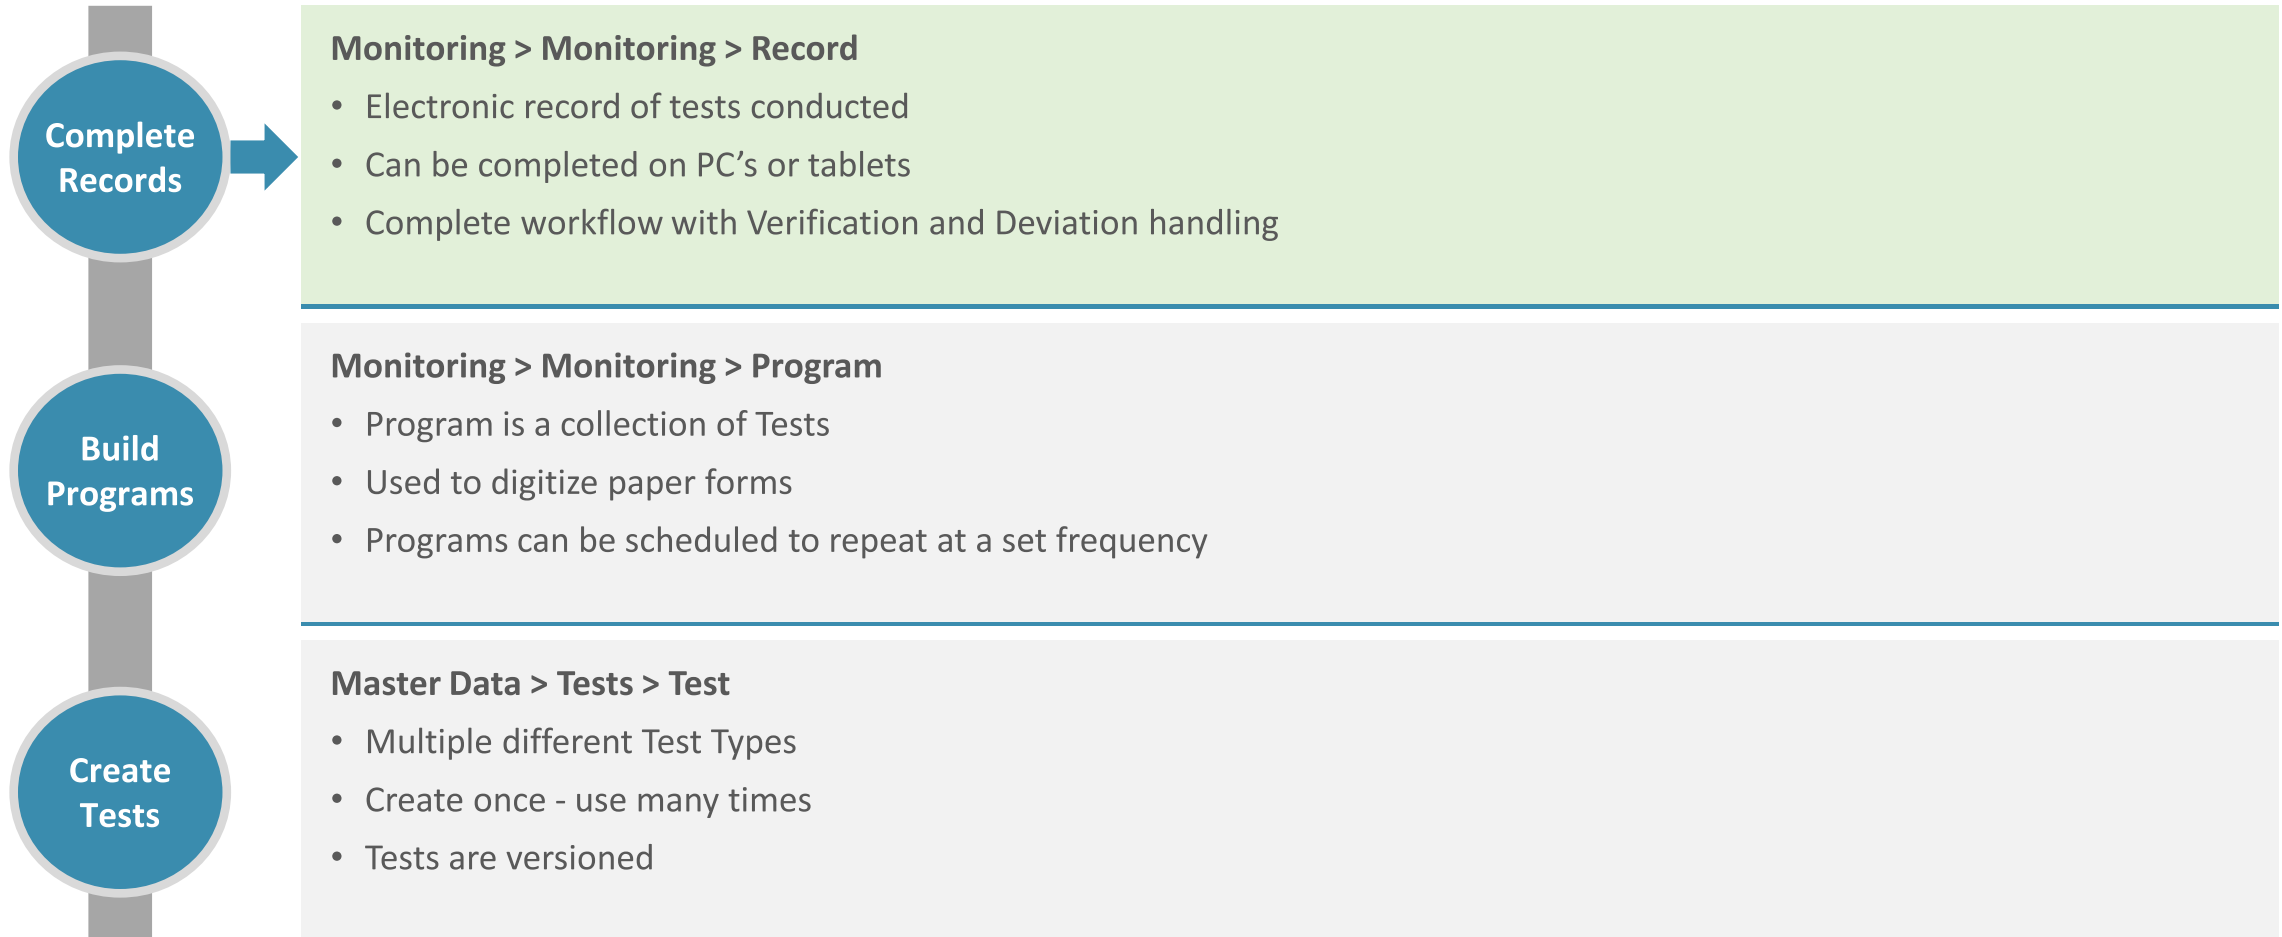 Complete
Records
Monitoring > Monitoring > Record
• Electronic record of tests conducted
• Can be completed on PC’s or tablets
• Complete workflow with Verification and Deviation handling
Build
Programs
Monitoring > Monitoring > Program
• Program is a collection of Tests
• Used to digitize paper forms
• Programs can be scheduled to repeat at a set frequency
Create
Tests
Master Data > Tests > Test
• Multiple different Test Types
• Create once - use many times
• Tests are versioned